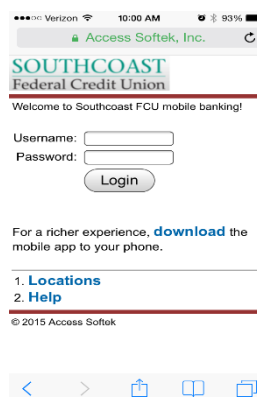 Verizon 10:00 AM 93%
Access Softek, Inc.
SOUTHCOAST
Federal Credit Union
Welcome to Southcoast FCU mobile banking!
Username:
Password:
Login
For a richer experience, download the
mobile app to your phone.
1. Locations
2. Help
© 2015 Access Softek